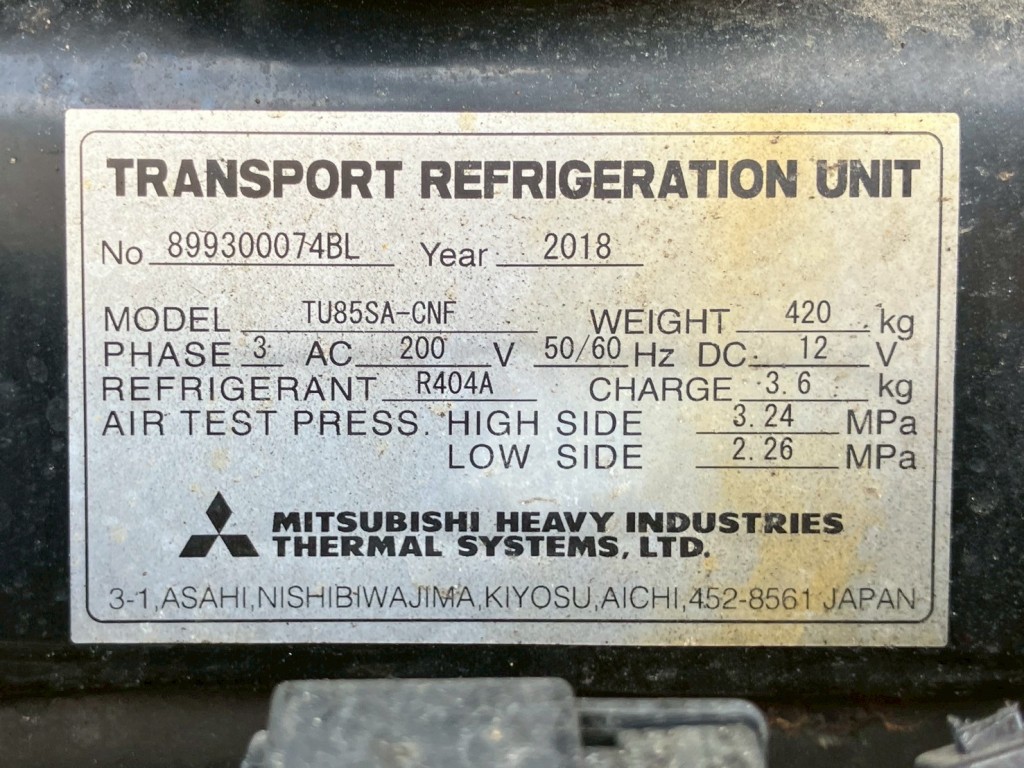 TRANSPORT REFRIGERATION UNIT
No 899300074BL Year 2018
MODEL TU85SA-CNF WEIGHT 420 kg
PHASE 3 AC 200 V 50/60 Hz DC 12 V
REFRIGERANT R404A CHARGE 3.6 kg
AIR TEST PRESS. HIGH SIDE 3.24 MPa
LOW SIDE 2.26 MPa
MITSUBISHI HEAVY INDUSTRIES
THERMAL SYSTEMS, LTD.
3-1,ASAHI,NISHIBIWAJIMA,KIYOSU,AICHI,452-8561 JAPAN